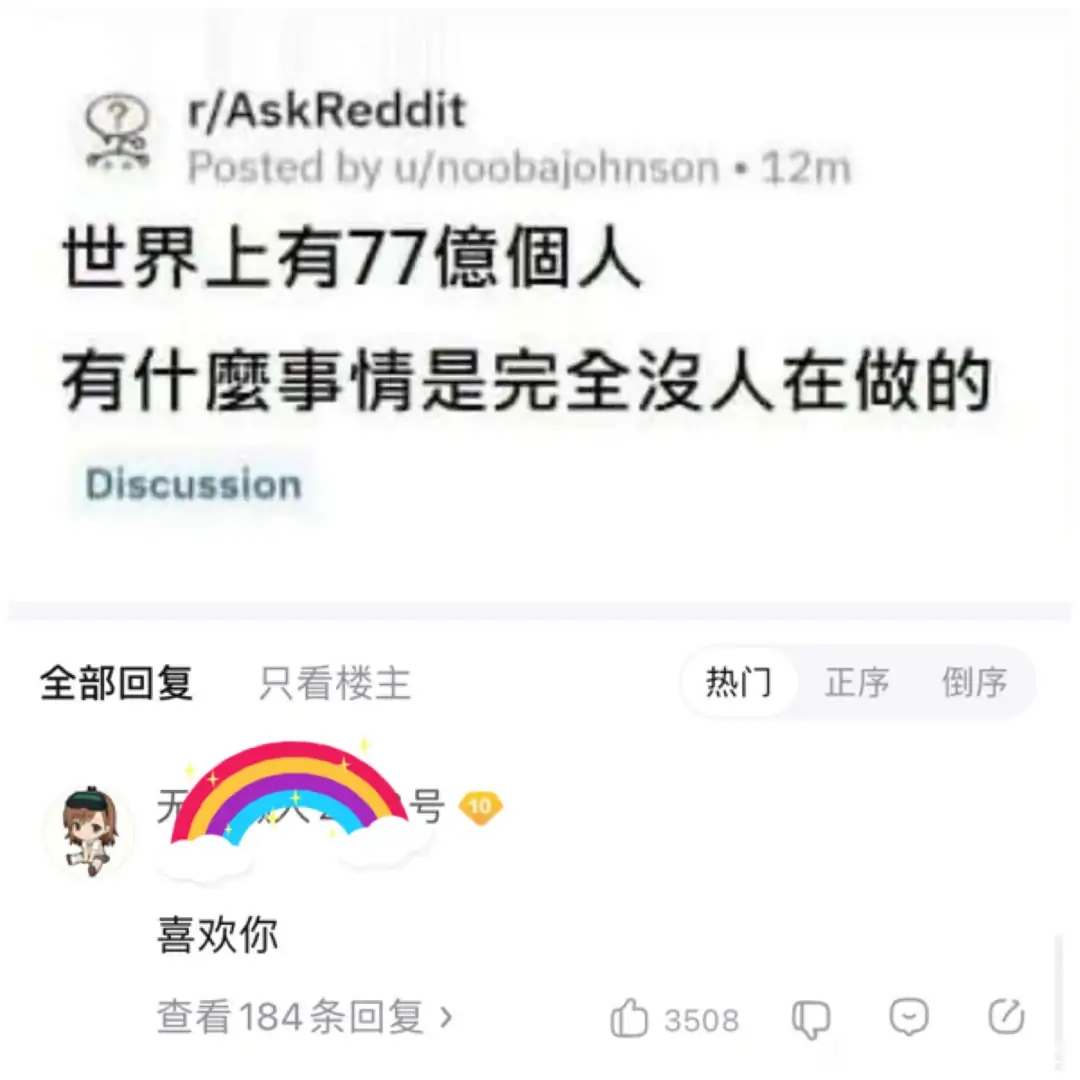 r/AskReddit
Posted by u/noobajohnson • 12m
世界上有77億個人
有什麼事情是完全沒人在做的
Discussion
全部回复 只看楼主 热门 正序 倒序
无 号 10
喜欢你
查看184条回复 > 3508